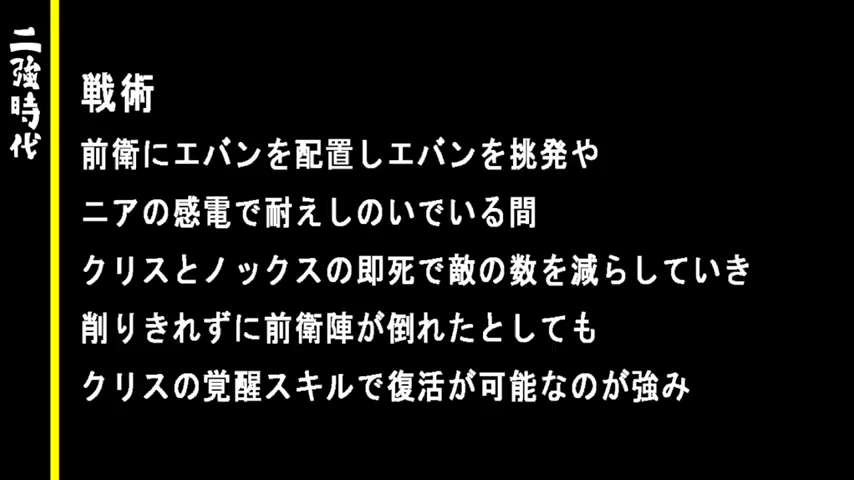 二強時代
戦術
前衛にエバンを配置しエバンを挑発や
ニアの感電で耐えしのいでいる間
クリスとノックスの即死で敵の数を減らしていき
削りきれずに前衛陣が倒れたとしても
クリスの覚醒スキルで復活が可能なのが強み